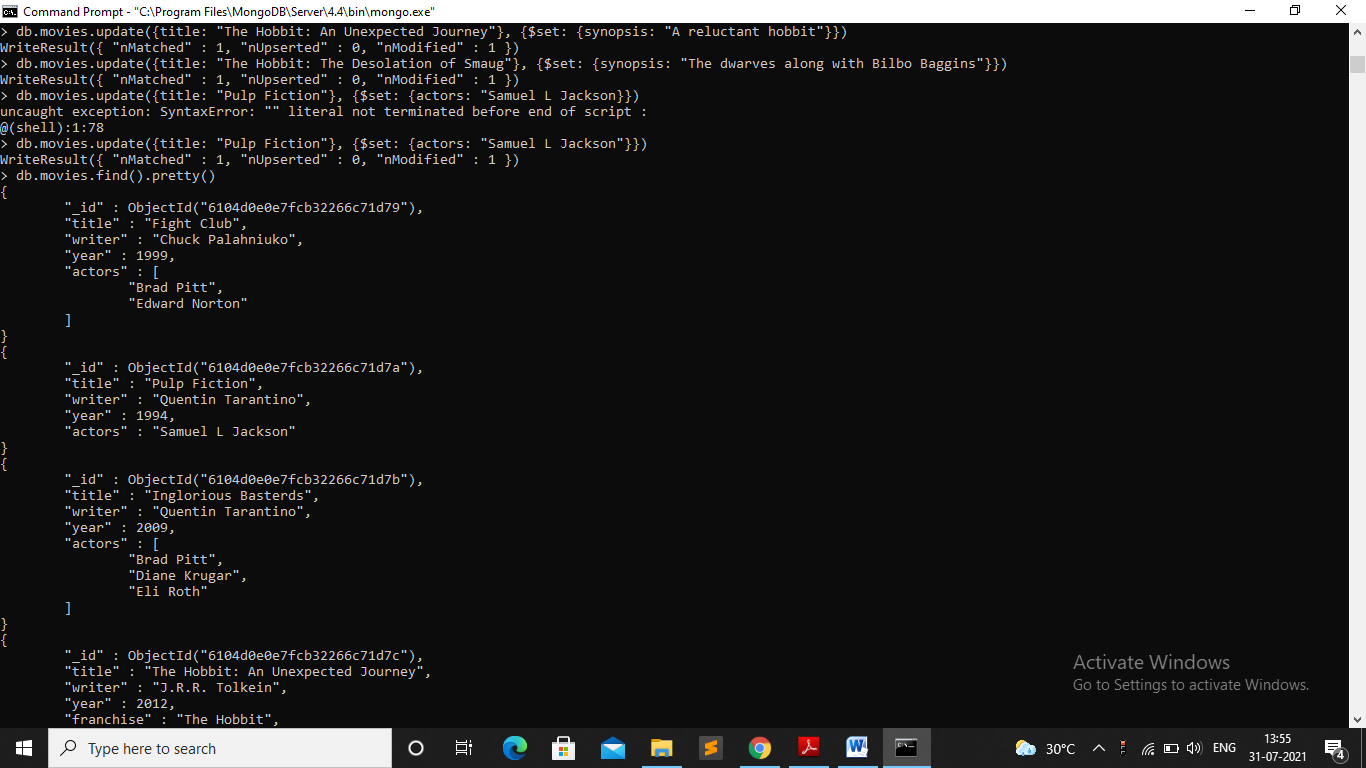 Command Prompt - "C:\Program Files\MongoDB\Server\4.4\bin\mongo.exe"
> db.movies.update({title: "The Hobbit: An Unexpected Journey"}, {$set: {synopsis: "A reluctant hobbit"}})
WriteResult({ "nMatched" : 1, "nUpserted" : 0, "nModified" : 1 })
> db.movies.update({title: "The Hobbit: The Desolation of Smaug"}, {$set: {synopsis: "The dwarves along with Bilbo Baggins"}})
WriteResult({ "nMatched" : 1, "nUpserted" : 0, "nModified" : 1 })
> db.movies.update({title: "Pulp Fiction"}, {$set: {actors: "Samuel L Jackson}})
uncaught exception: SyntaxError: "" literal not terminated before end of script :
@(shell):1:78
> db.movies.update({title: "Pulp Fiction"}, {$set: {actors: "Samuel L Jackson"}})
WriteResult({ "nMatched" : 1, "nUpserted" : 0, "nModified" : 1 })
> db.movies.find().pretty()
{
        "_id" : ObjectId("6104d0e0e7fcb32266c71d79"),
        "title" : "Fight Club",
        "writer" : "Chuck Palahniuko",
        "year" : 1999,
        "actors" : [
                "Brad Pitt",
                "Edward Norton"
        ]
}
{
        "_id" : ObjectId("6104d0e0e7fcb32266c71d7a"),
        "title" : "Pulp Fiction",
        "writer" : "Quentin Tarantino",
        "year" : 1994,
        "actors" : "Samuel L Jackson"
}
{
        "_id" : ObjectId("6104d0e0e7fcb32266c71d7b"),
        "title" : "Inglorious Basterds",
        "writer" : "Quentin Tarantino",
        "year" : 2009,
        "actors" : [
                "Brad Pitt",
                "Diane Krugar",
                "Eli Roth"
        ]
}
{
        "_id" : ObjectId("6104d0e0e7fcb32266c71d7c"),
        "title" : "The Hobbit: An Unexpected Journey",
        "writer" : "J.R.R. Tolkein",
        "year" : 2012,
        "franchise" : "The Hobbit",
Activate Windows
Go to Settings to activate Windows.
Type here to search
30°C
ENG
13:55
31-07-2021
4